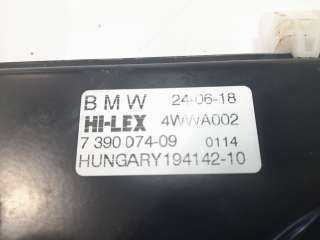 BMW 24-06-18
HI-LEX 4WWA002
7 390 074-09 0114
HUNGARY194142-10